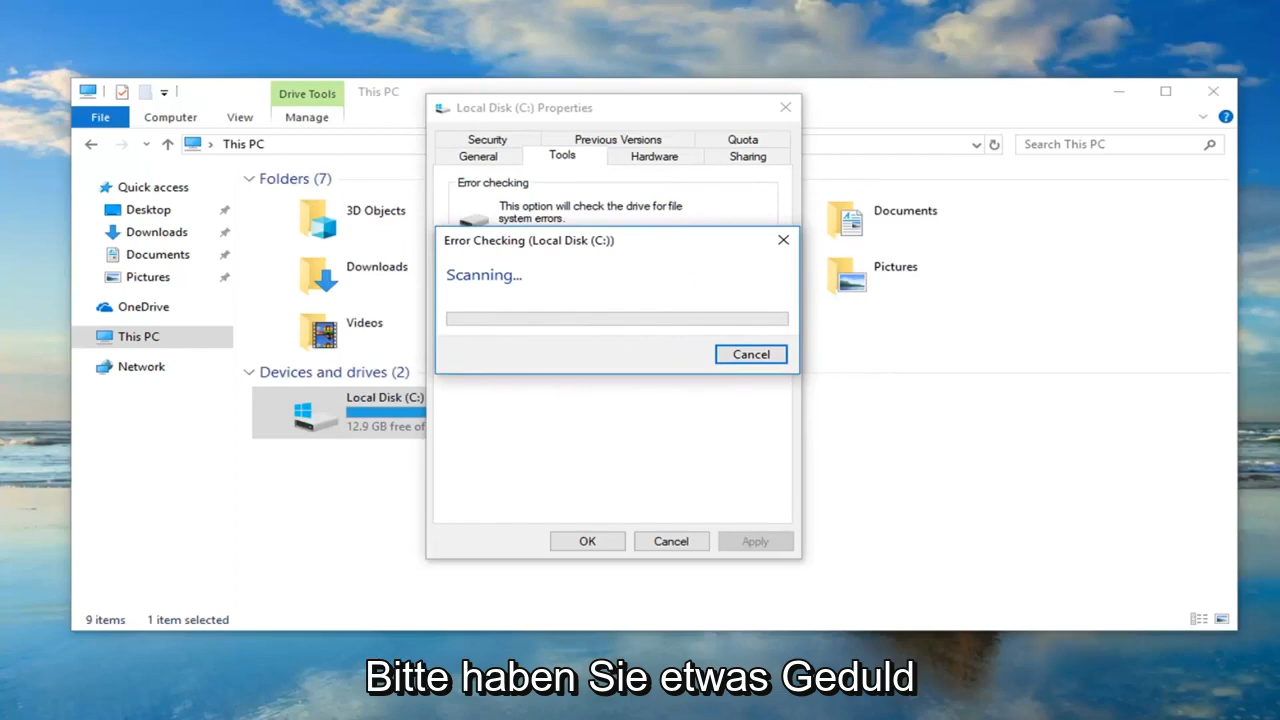 Drive Tools
This PC
File
Computer
View
Manage
This PC
Search This PC
Quick access
Desktop
Downloads
Documents
Pictures
OneDrive
This PC
Network
Folders (7)
3D Objects
Downloads
Videos
Documents
Pictures
Devices and drives (2)
Local Disk (C:)
12.9 GB free of
9 items
1 item selected
Local Disk (C:) Properties
Security
Previous Versions
Quota
General
Tools
Hardware
Sharing
Error checking
This option will check the drive for file
system errors.
Error Checking (Local Disk (C:))
Scanning...
Cancel
OK
Cancel
Apply
Bitte haben Sie etwas Geduld